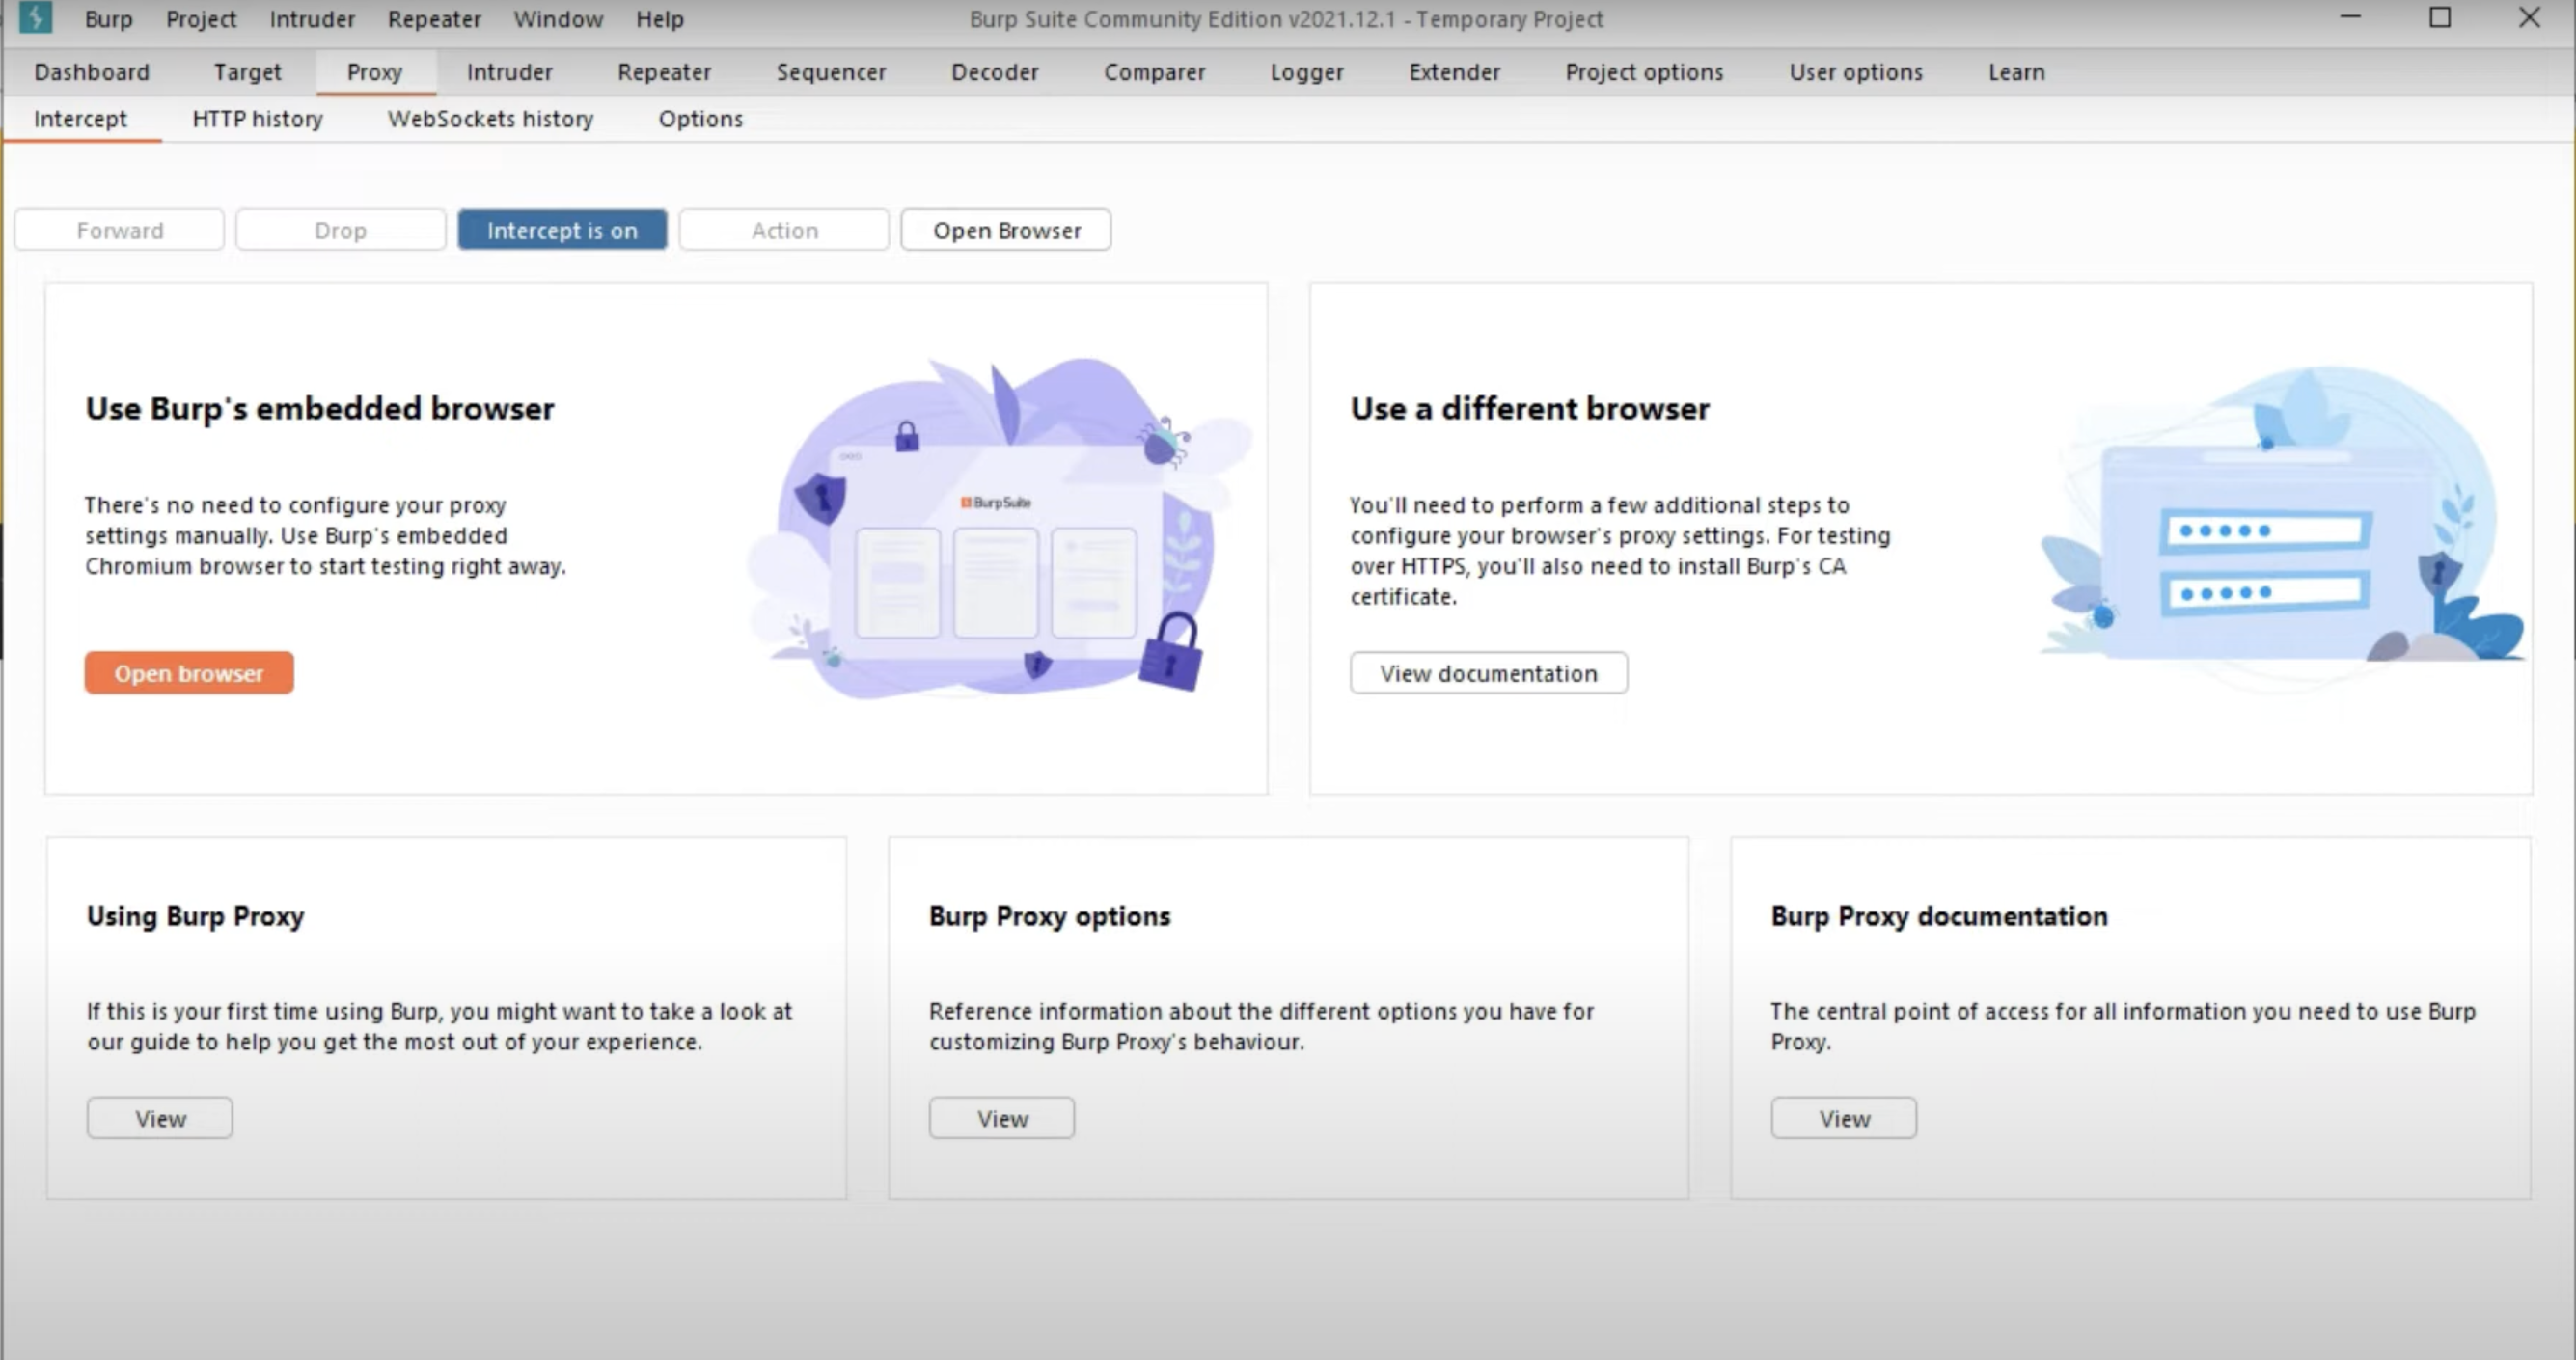 Burp Project Intruder Repeater Window Help Burp Suite Community Edition v2021.12.1 - Temporary Project
Dashboard Target Proxy Intruder Repeater Sequencer Decoder Comparer Logger Extender Project options User options Learn
Intercept HTTP history WebSockets history Options
Forward Drop Intercept is on Action Open Browser
Use Burp's embedded browser
There's no need to configure your proxy
settings manually. Use Burp's embedded
Chromium browser to start testing right away.
Open browser
BurpSuite
Use a different browser
You'll need to perform a few additional steps to
configure your browser's proxy settings. For testing
over HTTPS, you'll also need to install Burp's CA
certificate.
View documentation
Using Burp Proxy
If this is your first time using Burp, you might want to take a look at
our guide to help you get the most out of your experience.
View
Burp Proxy options
Reference information about the different options you have for
customizing Burp Proxy's behaviour.
View
Burp Proxy documentation
The central point of access for all information you need to use Burp
Proxy.
View